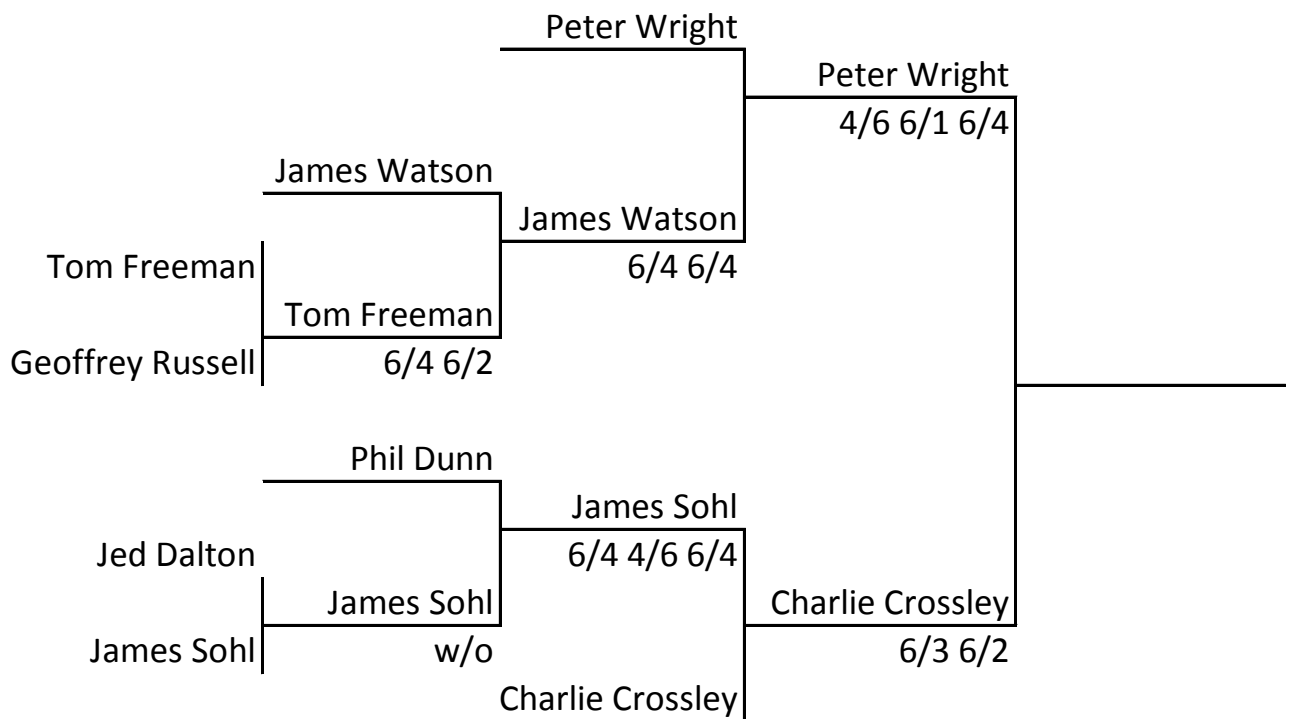 Peter Wright
Peter Wright
4/6 6/1 6/4
James Watson
James Watson
6/4 6/4
Tom Freeman
Tom Freeman
6/4 6/2
Geoffrey Russell
Phil Dunn
James Sohl
6/4 4/6 6/4
Jed Dalton
James Sohl
w/o
James Sohl
Charlie Crossley
6/3 6/2
Charlie Crossley